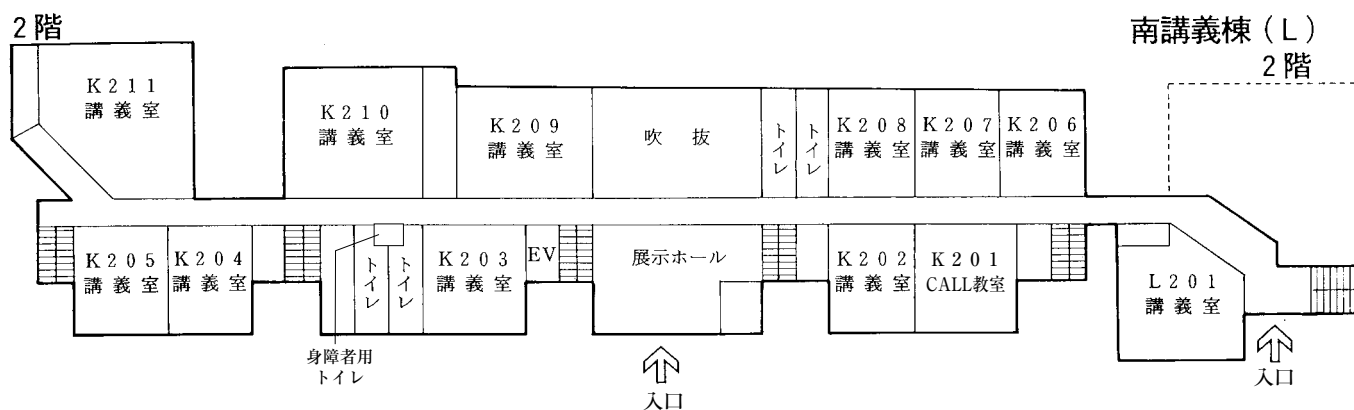 2階
南講義棟(L)
2階
K211
講義室
K210
講義室
K209
講義室
吹抜
トイレ
トイレ
K208
講義室
K207
講義室
K206
講義室
K205
講義室
K204
講義室
トイレ
トイレ
K203
講義室
EV
展示ホール
K202
講義室
K201
CALL教室
L201
講義室
身障者用
トイレ
入口
入口